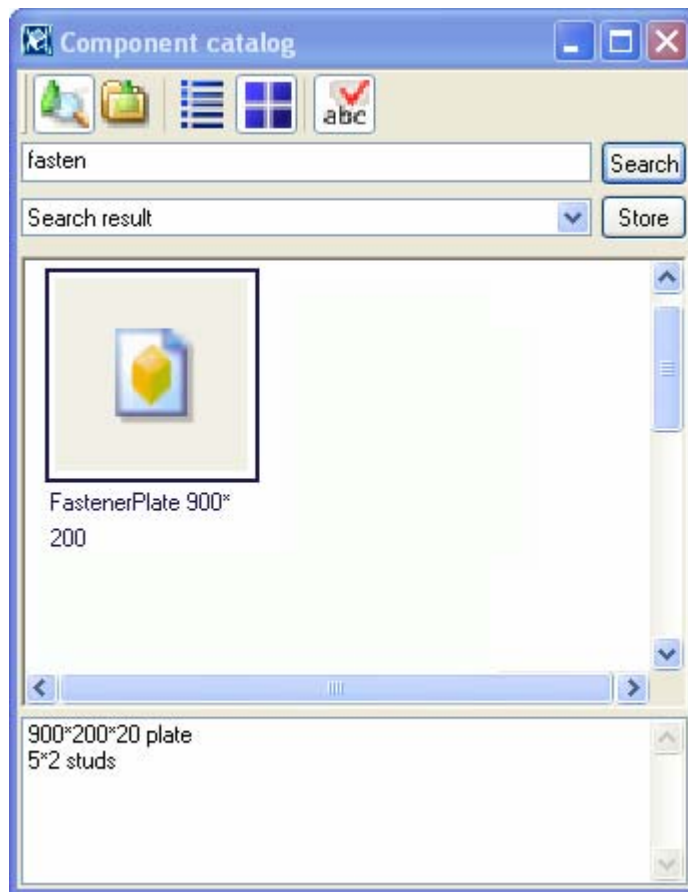 Component catalog
abc
fasten
Search
Search result
Store
FastenerPlate 900*
200
900*200*20 plate
5*2 studs